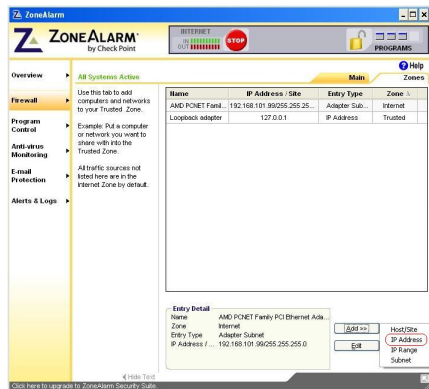 ZoneAlarm
ZONEALARM
by Check Point
INTERNET
IN
OUT
STOP
PROGRAMS
Help
Overview
Firewall
Program
Control
Anti-virus
Monitoring
E-mail
Protection
Alerts & Logs
All Systems Active
Main
Zones
Use this tab to add
computers and networks
to your Trusted Zone.
Example: Put a computer
or network you want to
share with into the
Trusted Zone.
All traffic sources not
listed here are in the
Internet Zone by default.
Name IP Address / Site Entry Type Zone
AMD PCNET Famil... 192.168.101.99/255.255.25... Adapter Sub... Internet
Loopback adapter 127.0.0.1 IP Address Trusted
Entry Detail
Name AMD PCNET Family PCI Ethernet Ada...
Zone Internet
Entry Type Adapter Subnet
IP Address / ... 192.168.101.99/255.255.255.0
Add >>
Edit
Host/Site
IP Address
IP Range
Subnet
Hide Text
Click here to upgrade to ZoneAlarm Security Suite.